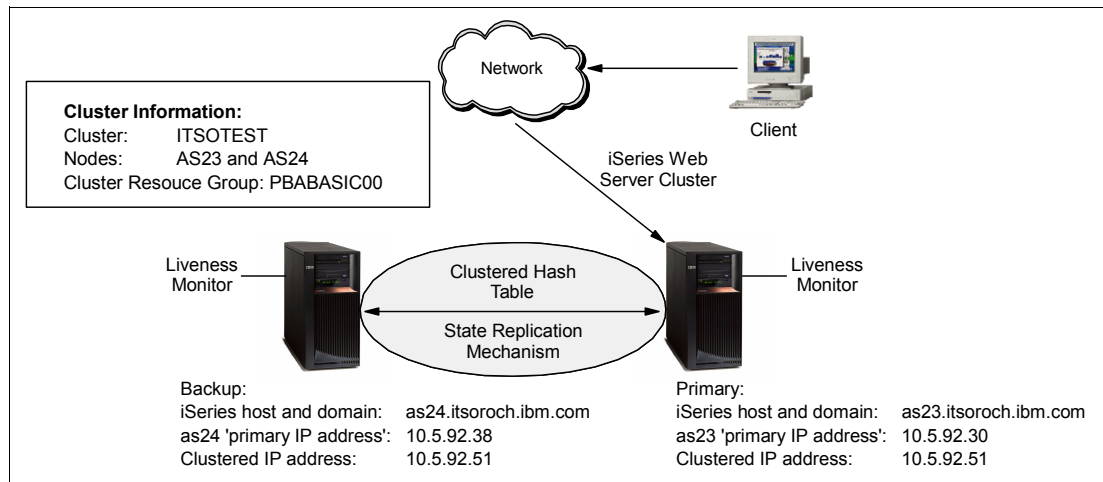 Network
Client
Cluster Information:
Cluster: ITSOTEST
Nodes: AS23 and AS24
Cluster Resouce Group: PBABASIC00
iSeries Web
Server Cluster
Liveness
Monitor
Clustered Hash
Table
State Replication
Mechanism
Liveness
Monitor
Backup:
iSeries host and domain: as24.itsoroch.ibm.com
as24 'primary IP address': 10.5.92.38
Clustered IP address: 10.5.92.51
Primary:
iSeries host and domain: as23.itsoroch.ibm.com
as23 'primary IP address': 10.5.92.30
Clustered IP address: 10.5.92.51